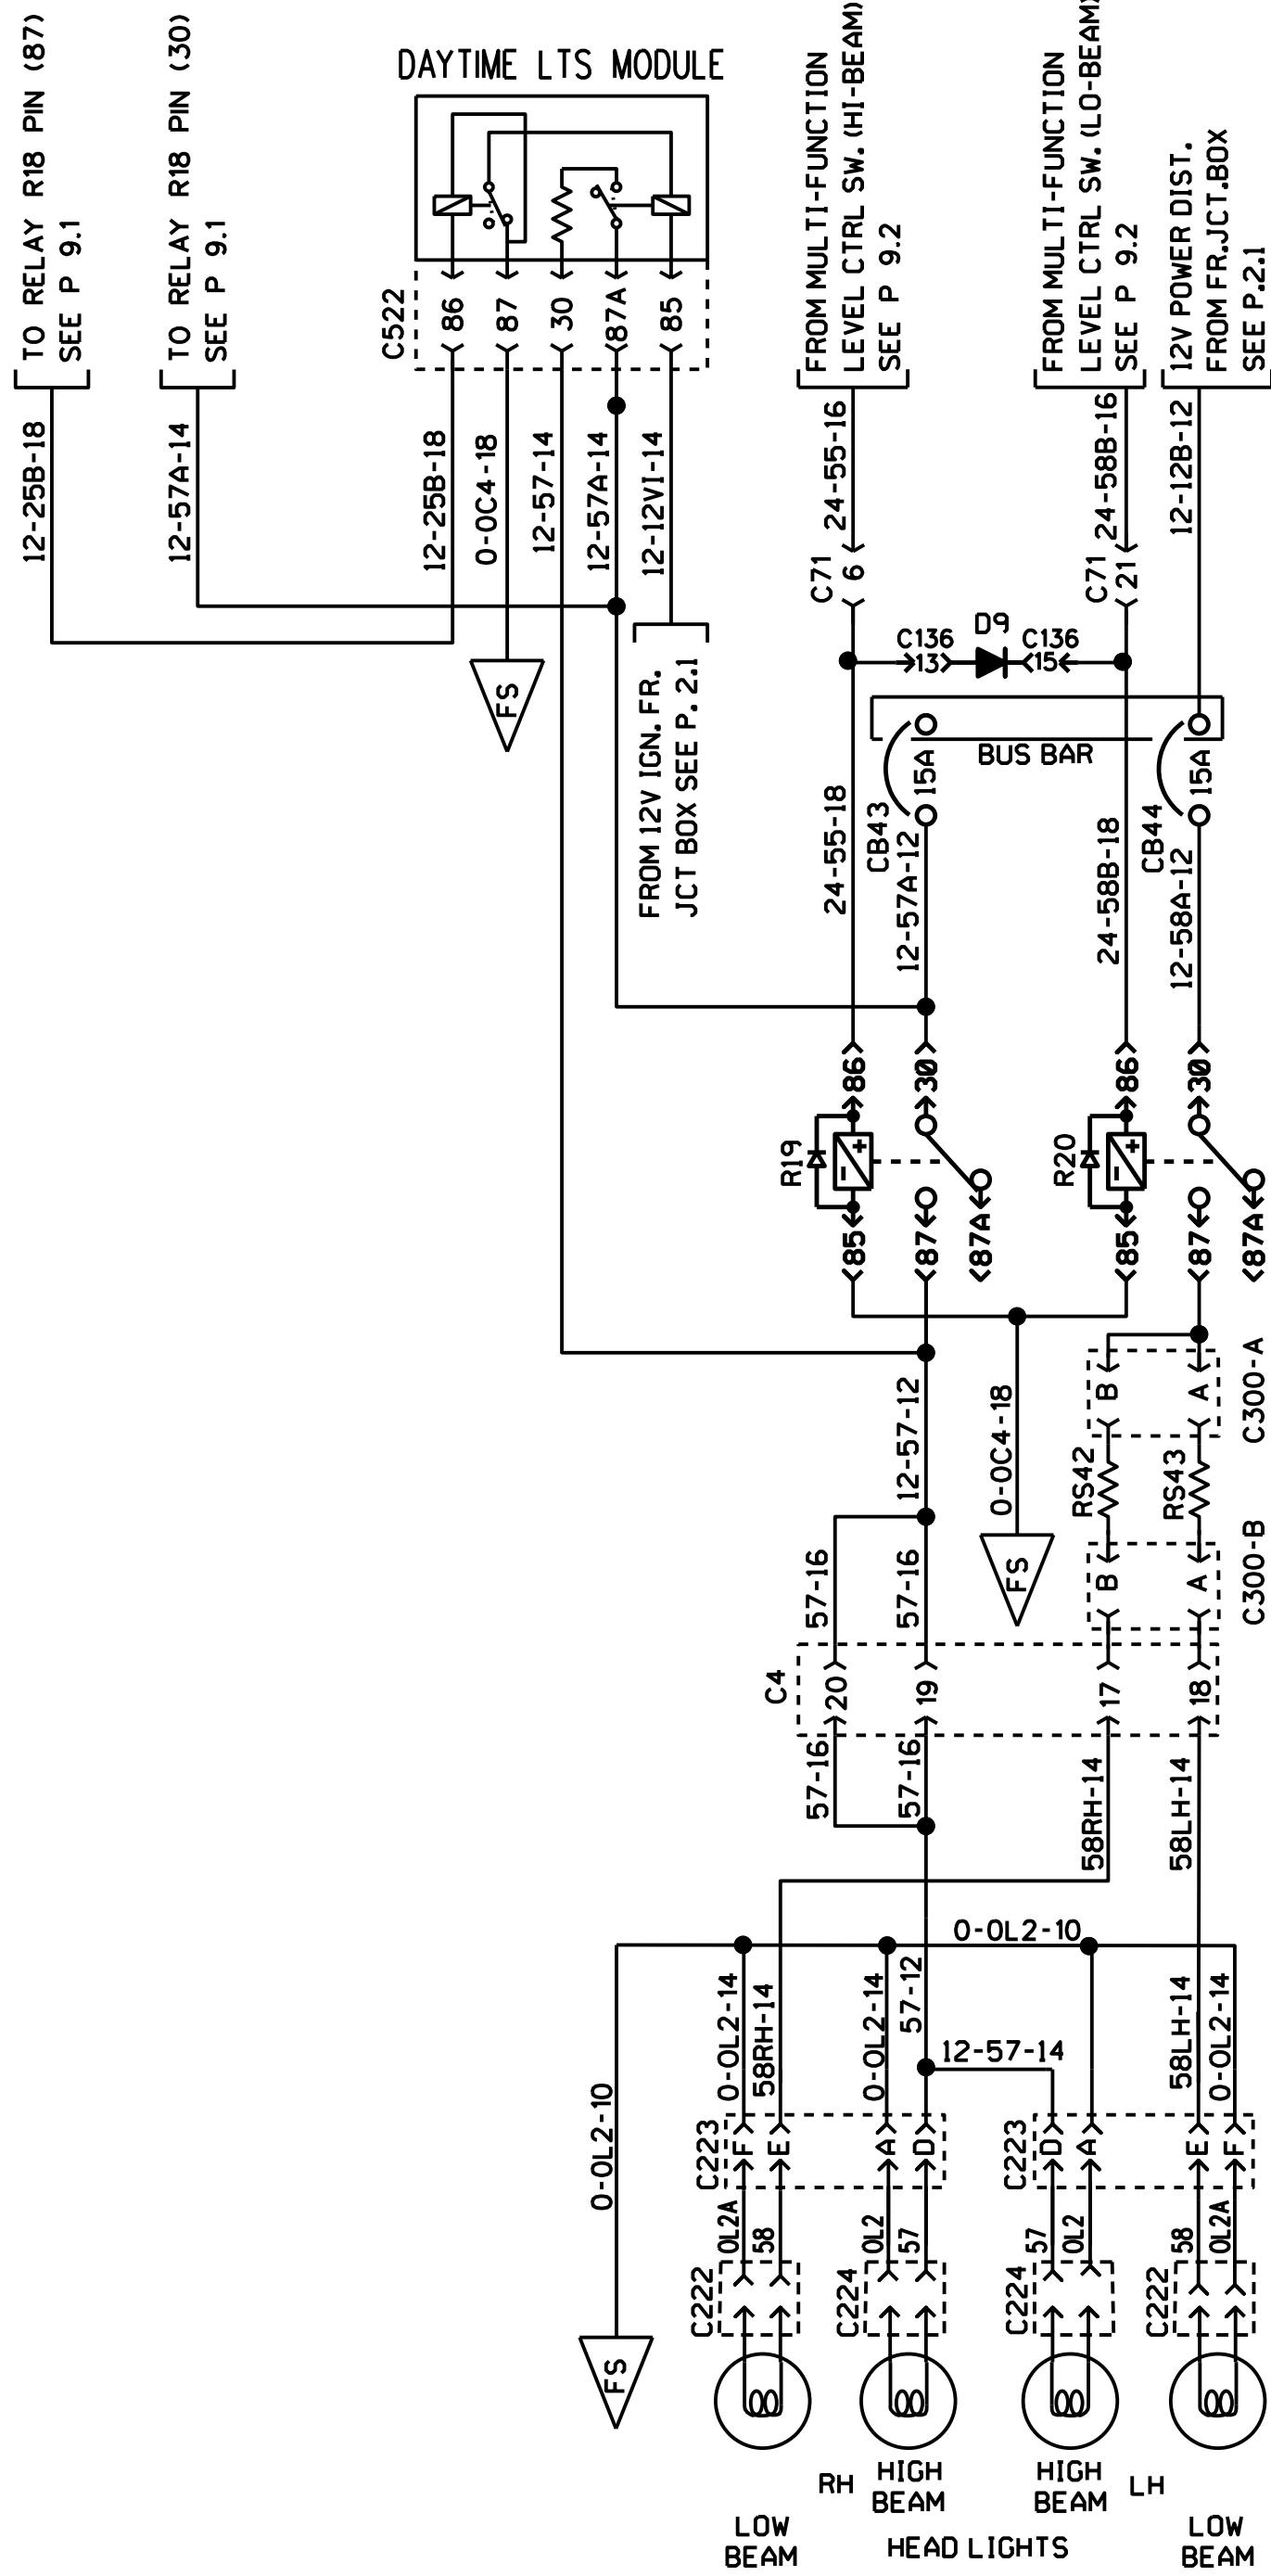 TO RELAY R18 PIN (87)
SEE P 9.1
TO RELAY R18 PIN (30)
SEE P 9.1
DAYTIME LTS MODULE
FROM MULTI-FUNCTION
LEVEL CTRL SW. (HI-BEAM)
SEE P 9.2
FROM MULTI-FUNCTION
LEVEL CTRL SW. (LO-BEAM)
SEE P 9.2
12V POWER DIST.
FROM FR.JCT.BOX
SEE P.2.1
C522
86
87
30
87A
85
12-25B-18
12-57A-14
12-25B-18
0-0C4-18
12-57-14
12-57A-14
12-12VI-14
24-55-16
24-58B-16
12-12B-12
C71
6
C71
21
C136
13
D9
C136
15
FS
FROM 12V IGN. FR.
JCT BOX SEE P. 2.1
BUS BAR
15A
15A
CB43
CB44
24-55-18
12-57A-12
24-58B-18
12-58A-12
86
30
86
30
R19
R20
85
87
87A
85
87
87A
12-57-12
0-0C4-18
B
A
C300-A
RS42
RS43
57-16
57-16
FS
B
A
C300-B
C4
20
19
17
18
57-16
57-16
58RH-14
58LH-14
0-0L2-10
0-0L2-14
58RH-14
0-0L2-14
57-12
12-57-14
58LH-14
0-0L2-14
0-0L2-10
C223
F
E
A
D
C223
D
A
E
F
0L2A
58
0L2
57
57
0L2
58
0L2A
C222
C224
C224
C222
FS
RH
HIGH
BEAM
HIGH
BEAM
LH
LOW
BEAM
HEAD LIGHTS
LOW
BEAM